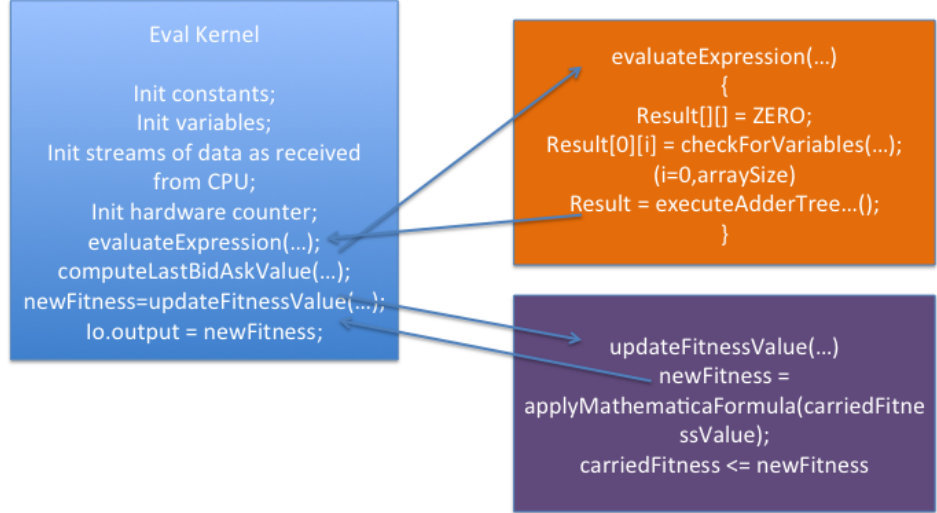 Eval Kernel
Init constants;
Init variables;
Init streams of data as received
from CPU;
Init hardware counter;
evaluateExpression(...);
computeLastBidAskValue(...);
newFitness=updateFitnessValue(...);
Io.output = newFitness;
evaluateExpression(...)
{
Result[][] = ZERO;
Result[0][i] = checkForVariables(...);
(i=0,arraySize)
Result = executeAdderTree...();
}
updateFitnessValue(...)
newFitness =
applyMathematicaFormula(carriedFitne
ssValue);
carriedFitness <= newFitness